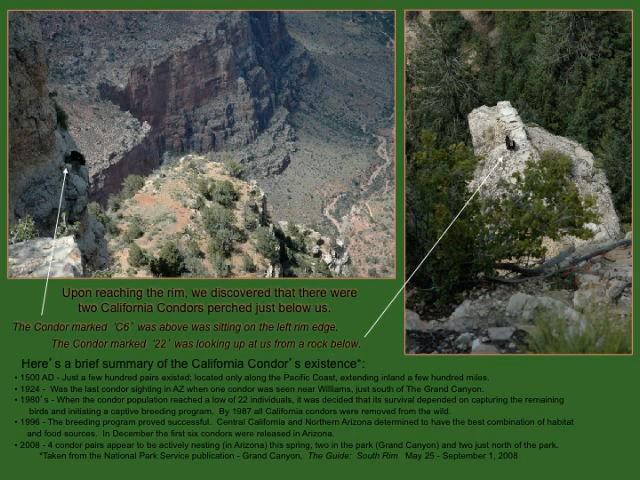 Upon reaching the rim, we discovered that there were
two California Condors perched just below us.
The Condor marked ‘C6’ was above was sitting on the left rim edge.
The Condor marked ‘22’ was looking up at us from a rock below.
Here´s a brief summary of the California Condor´s existence*:
• 1500 AD - Just a few hundred pairs existed; located only along the Pacific Coast, extending inland a few hundred miles.
• 1924 - Was the last condor sighting in AZ when one condor was seen near Williams, just south of The Grand Canyon.
• 1980´s - When the condor population reached a low of 22 individuals, it was decided that its survival depended on capturing the remaining
birds and initiating a captive breeding program. By 1987 all California condors were removed from the wild.
• 1996 - The breeding program proved successful. Central California and Northern Arizona determined to have the best combination of habitat
and food sources. In December the first six condors were released in Arizona.
• 2008 - 4 condor pairs appear to be actively nesting (in Arizona) this spring, two in the park (Grand Canyon) and two just north of the park.
*Taken from the National Park Service publication - Grand Canyon, The Guide: South Rim May 25 - September 1, 2008